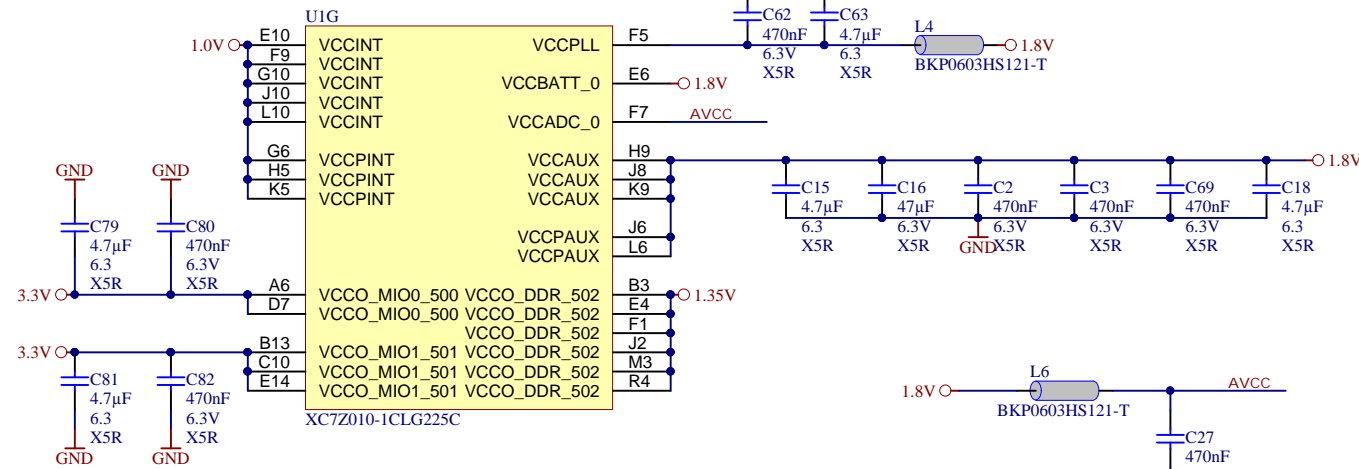 U1G
1.0V
E10 VCCINT
F9 VCCINT
G10 VCCINT
J10 VCCINT
L10 VCCINT
G6 VCCPINT
H5 VCCPINT
K5 VCCPINT
A6 VCCO_MIO0_500
D7 VCCO_MIO0_500
B13 VCCO_MIO1_501
C10 VCCO_MIO1_501
E14 VCCO_MIO1_501
VCCPLL F5
VCCBATT_0 E6 1.8V
VCCADC_0 F7 AVCC
VCCAUX H9
VCCAUX J8
VCCAUX K9
VCCPAUX J6
VCCPAUX L6
VCCO_DDR_502 B3 1.35V
VCCO_DDR_502 E4
VCCO_DDR_502 F1
VCCO_DDR_502 J2
VCCO_DDR_502 M3
VCCO_DDR_502 R4
XC7Z010-1CLG225C
GND
C79
4.7µF
6.3
X5R
GND
C80
470nF
6.3V
X5R
3.3V
3.3V
C81
4.7µF
6.3
X5R
GND
C82
470nF
6.3V
X5R
GND
C62
470nF
6.3V
X5R
C63
4.7µF
6.3
X5R
L4
BKP0603HS121-T
1.8V
1.8V
C15
4.7µF
6.3
X5R
C16
47µF
6.3V
X5R
C2
470nF
6.3V
X5R
GND
C3
470nF
6.3V
X5R
C69
470nF
6.3V
X5R
C18
4.7µF
6.3
X5R
1.8V
L6
BKP0603HS121-T
AVCC
C27
470nF